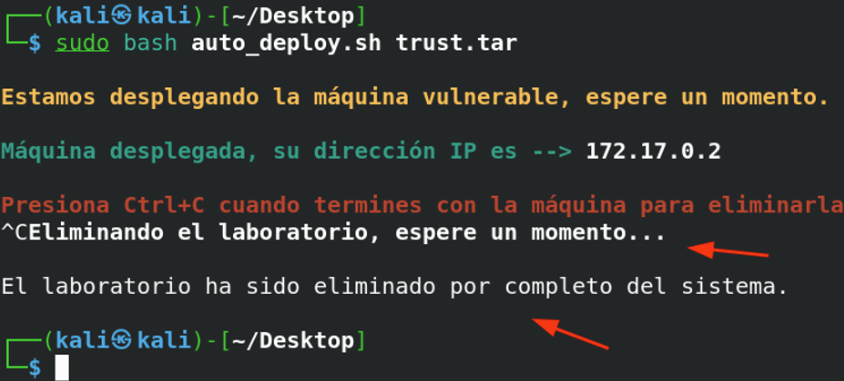 ┌──(kali㉿kali)-[~/Desktop]
└─$ sudo bash auto_deploy.sh trust.tar
Estamos desplegando la máquina vulnerable, espere un momento.
Máquina desplegada, su dirección IP es --> 172.17.0.2
Presiona Ctrl+C cuando termines con la máquina para eliminarla
^CEliminando el laboratorio, espere un momento...
El laboratorio ha sido eliminado por completo del sistema.
┌──(kali㉿kali)-[~/Desktop]
└─$